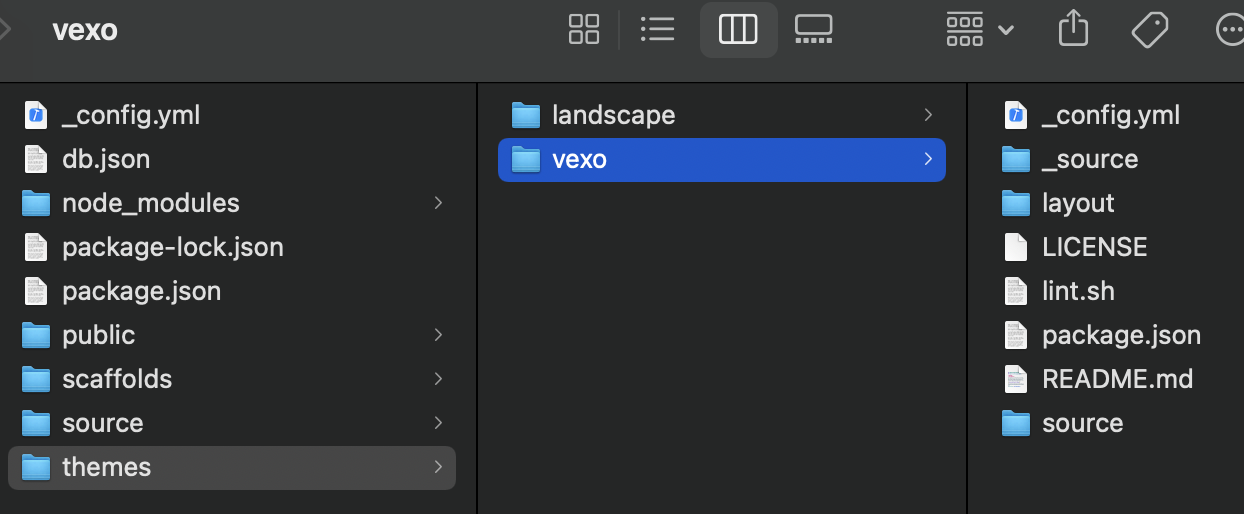 vexo
_config.yml
db.json
node_modules
package-lock.json
package.json
public
scaffolds
source
themes
landscape
vexo
_config.yml
_source
layout
LICENSE
lint.sh
package.json
README.md
source